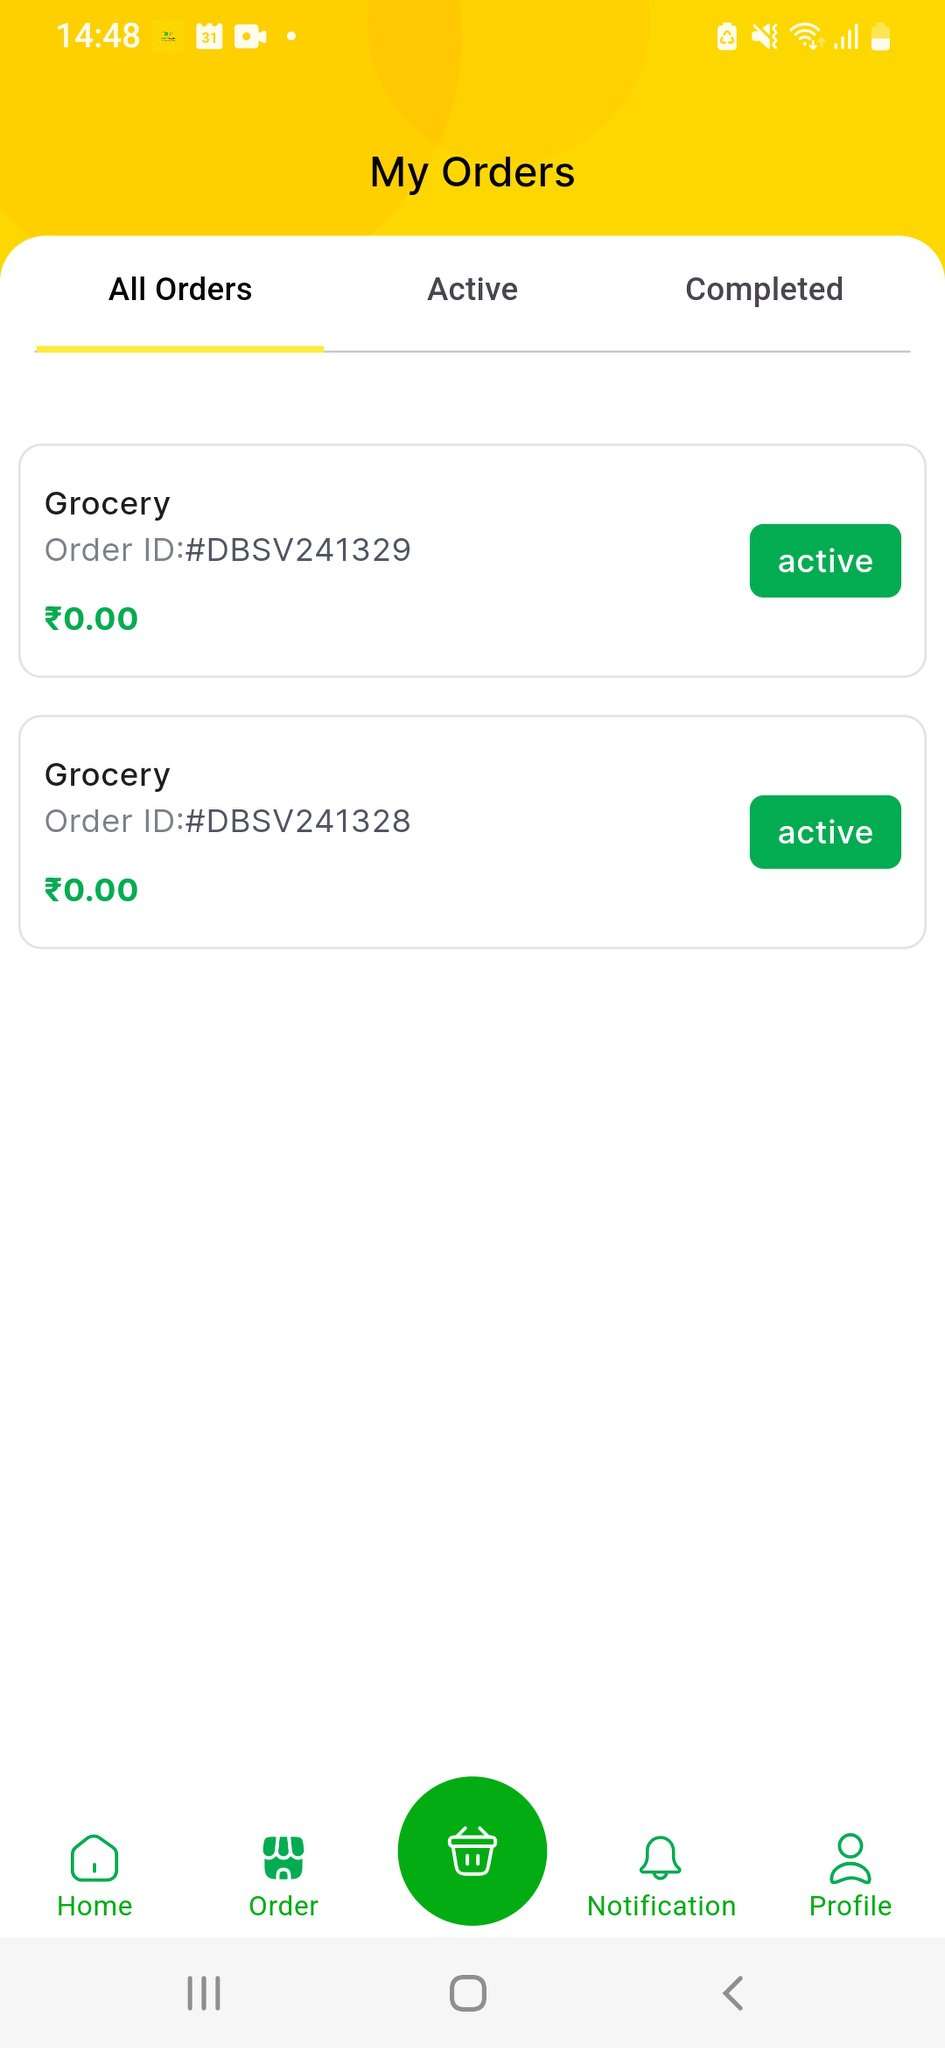 14:48
31
My Orders
All Orders Active Completed
Grocery
Order ID:#DBSV241329
active
₹0.00
Grocery
Order ID:#DBSV241328
active
₹0.00
Home Order Notification Profile